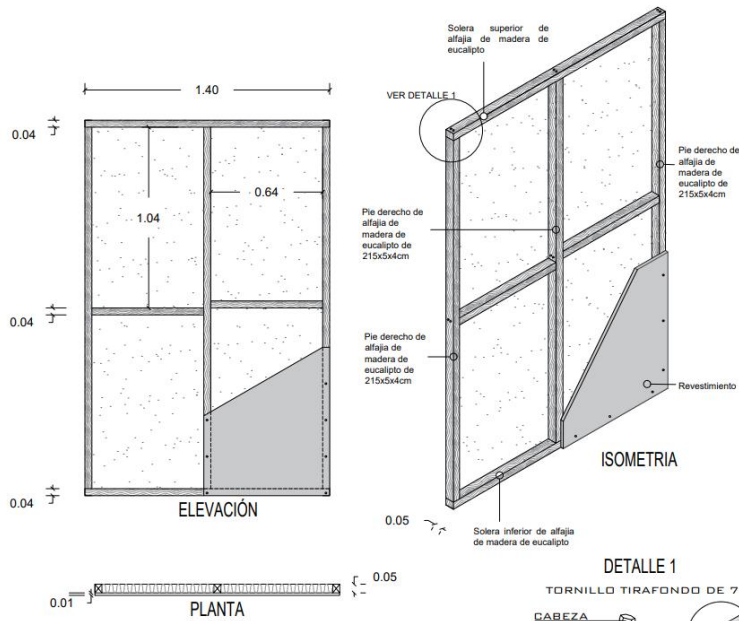 Solera superior de
alfajia de madera de
eucalipto
1.40
VER DETALLE 1
0.04
Pie derecho de
alfajia de
madera de
eucalipto de
215x5x4cm
0.64
1.04
Pie derecho de
alfajia de
madera de
eucalipto de
215x5x4cm
0.04
Pie derecho de
alfajia de
madera de
eucalipto de
215x5x4cm
Revestimiento
ISOMETRIA
0.04
ELEVACIÓN
0.05
Solera inferior de alfajia
de madera de eucalipto
0.05
0.01
PLANTA
DETALLE 1
TORNILLO TIRAFONDO DE 7
CABEZA